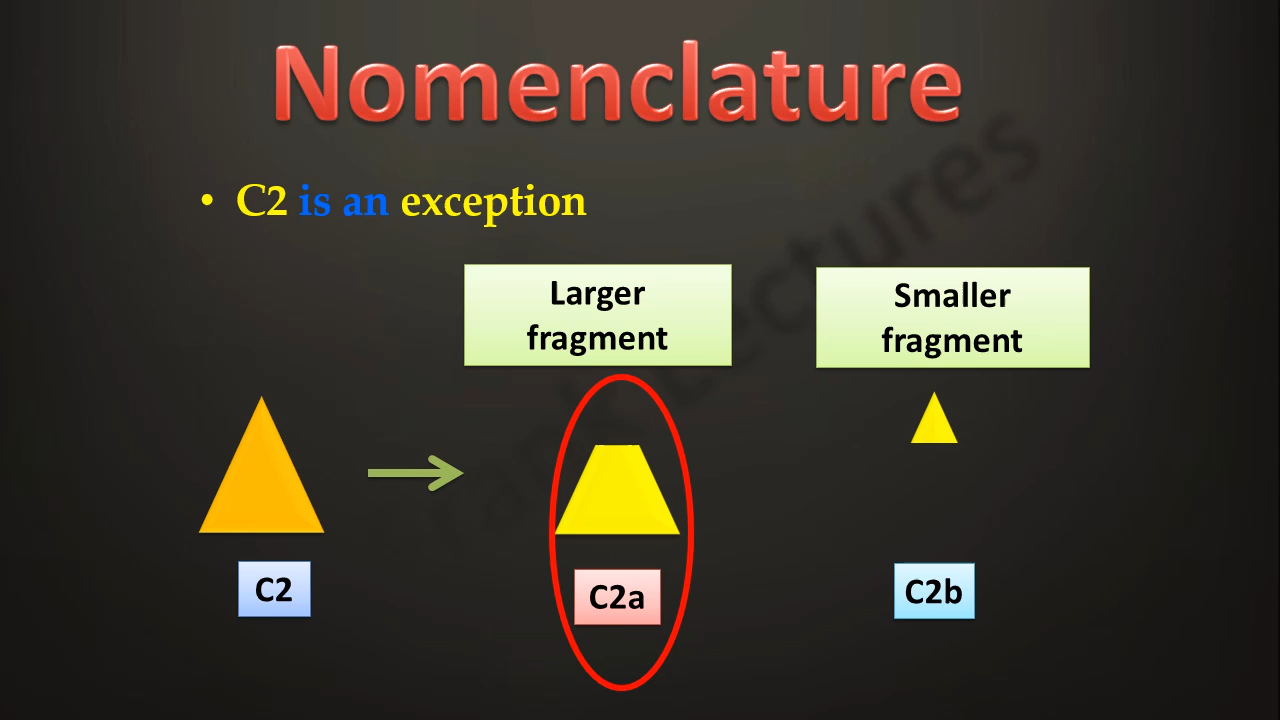 Nomenclature
• C2 is an exception
Larger
fragment
Smaller
fragment
C2
C2a
C2b